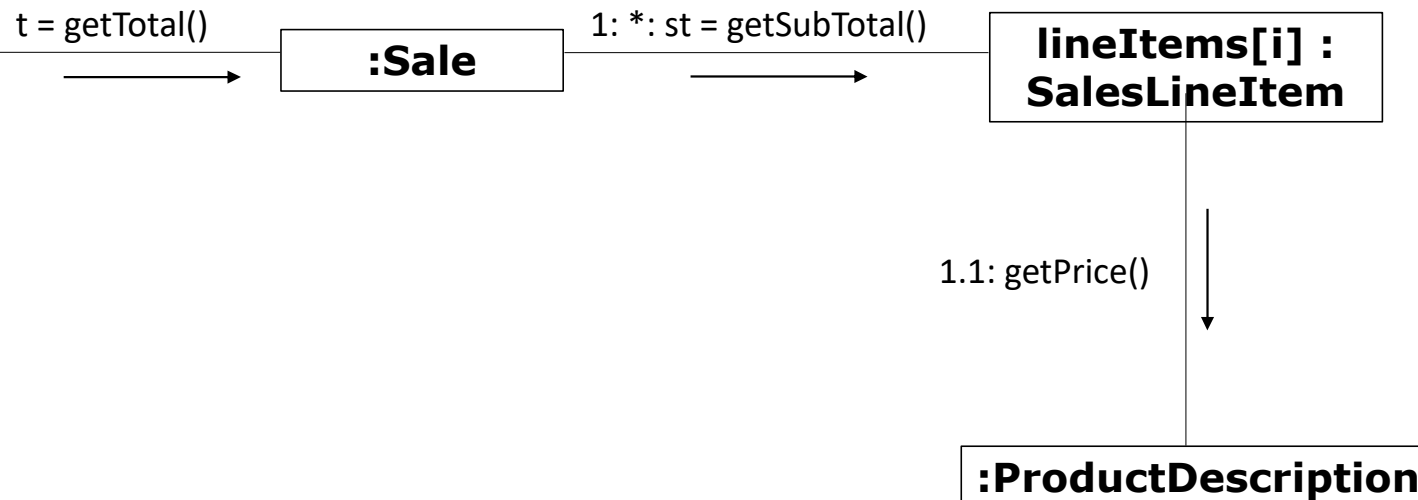 t = getTotal()
:Sale
1: *: st = getSubTotal()
lineItems[i] :
SalesLineItem
1.1: getPrice()
:ProductDescription